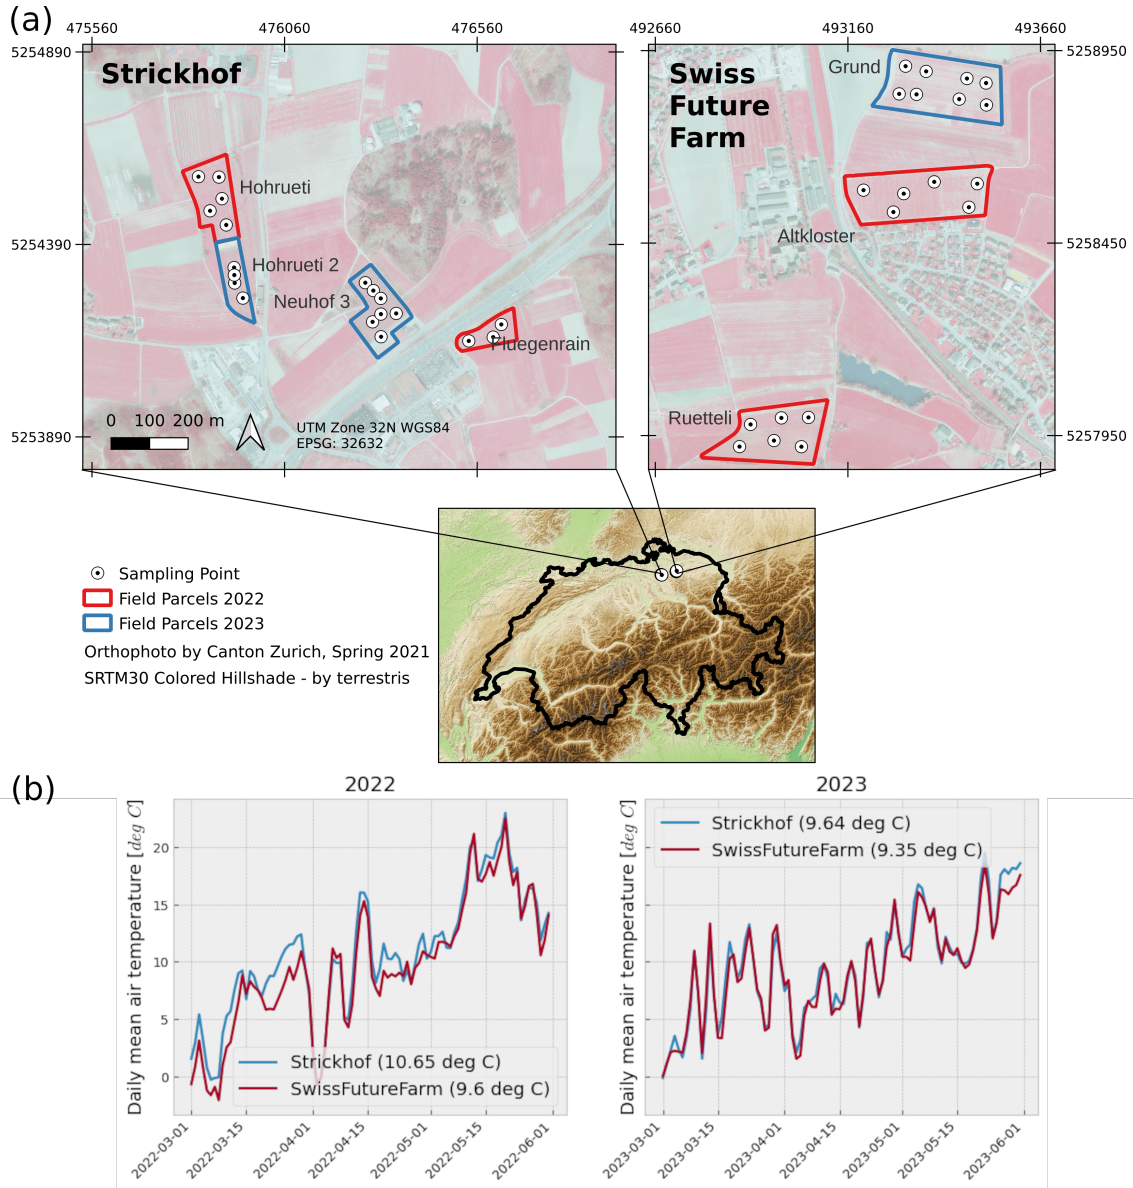 (a)
475560
476060
476560
492660
493160
493660
5254890
5254390
5253890
5258950
5258450
5257950
Strickhof
Hohrueti
Hohrueti 2
Neuhof 3
Fluegenrain
0 100 200 m
UTM Zone 32N WGS84
EPSG: 32632
Swiss
Future
Farm
Grund
Altkloster
Ruetteli
Sampling Point
Field Parcels 2022
Field Parcels 2023
Orthophoto by Canton Zurich, Spring 2021
SRTM30 Colored Hillshade - by terrestris
(b)
2022
Daily mean air temperature [deg C]
20
15
10
5
0
Strickhof (10.65 deg C)
SwissFutureFarm (9.6 deg C)
2022-03-01
2022-03-15
2022-04-01
2022-04-15
2022-05-01
2022-05-15
2022-06-01
2023
Daily mean air temperature [deg C]
Strickhof (9.64 deg C)
SwissFutureFarm (9.35 deg C)
2023-03-01
2023-03-15
2023-04-01
2023-04-15
2023-05-01
2023-05-15
2023-06-01